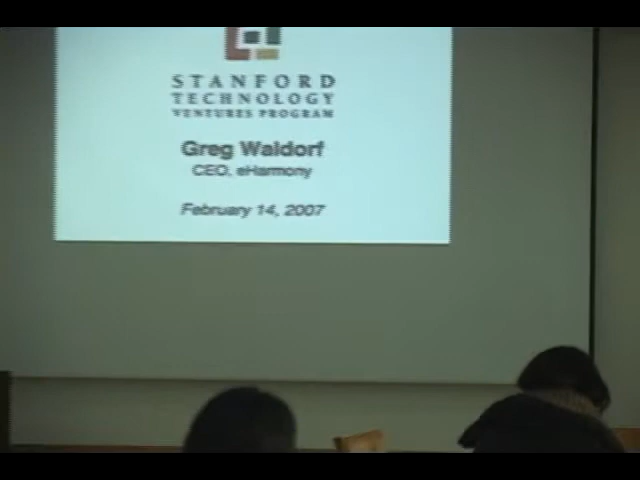 STANFORD
TECHNOLOGY
VENTURES PROGRAM
Greg Waldorf
CEO, eHarmony
February 14, 2007